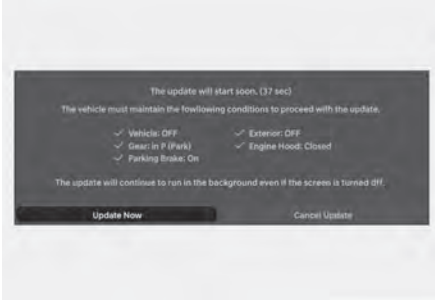 The update will start soon. (37 sec)
The vehicle must maintain the fowllowing conditions to proceed with the update.
✓ Vehicle: OFF ✓ Exterior: OFF
✓ Gear: in P (Park) ✓ Engine Hood: Closed
✓ Parking Brake: On
The update will continue to run in the background even if the screen is turned off.
Update Now Cancel Update